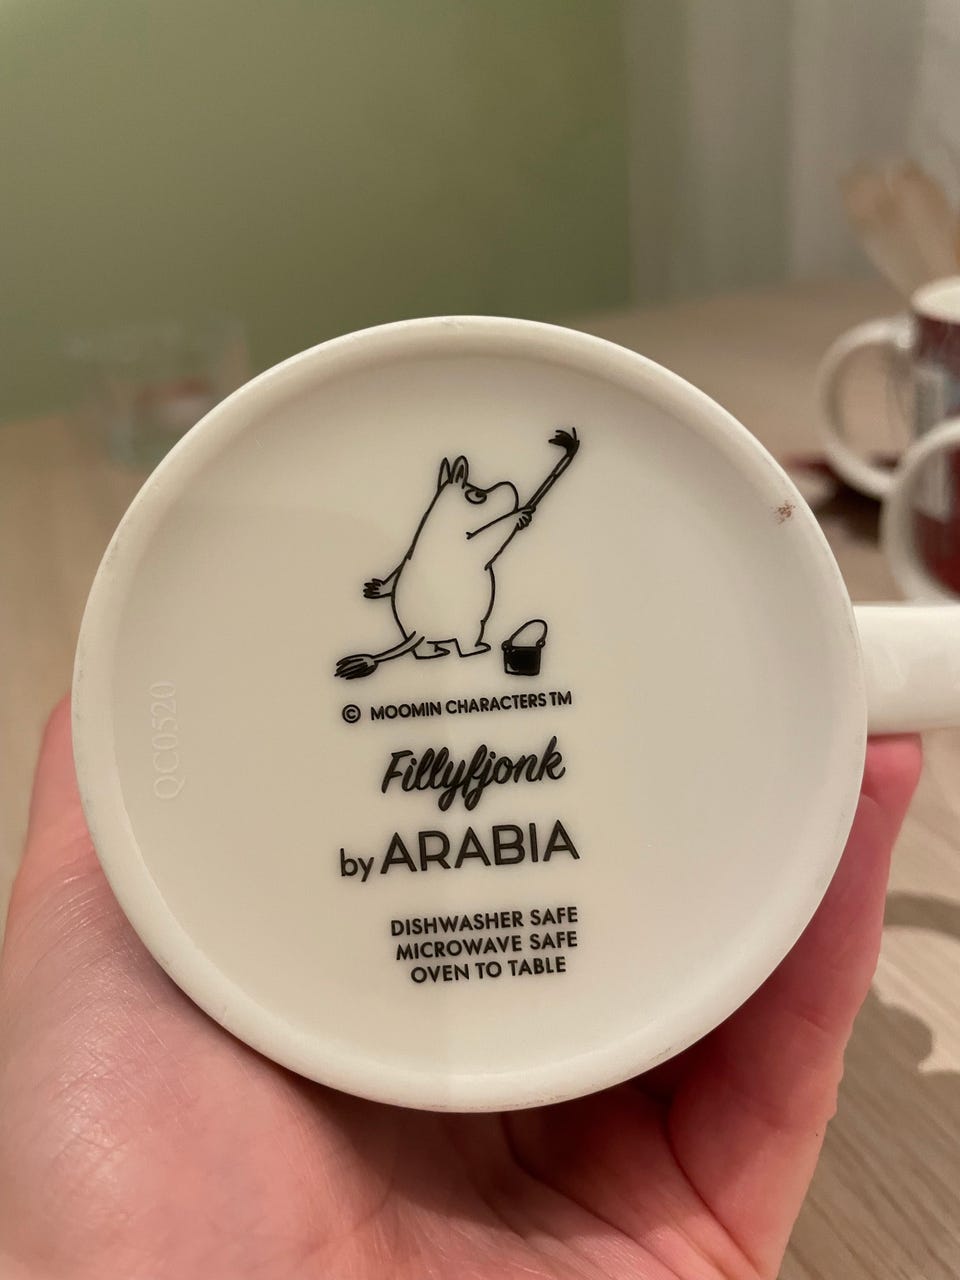 © MOOMIN CHARACTERS TM
Fillyfjonk
by ARABIA
DISHWASHER SAFE
MICROWAVE SAFE
OVEN TO TABLE
QC0520